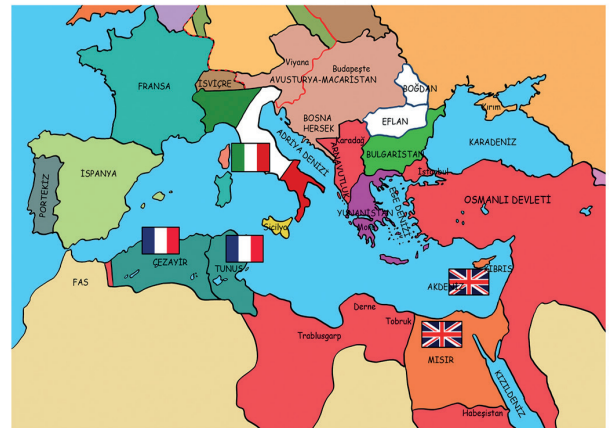 Viyana
Budapeşte
FRANSA
İSVİÇRE
AVUSTURYA-MACARİSTAN
BOĞDAN
Kırım
BOSNA
HERSEK
EFLAN
ADRİYA DENİZİ
Karadağ
KARADENİZ
BULGARİSTAN
ARNAVUTLUK
İstanbul
İSPANYA
PORTEKİZ
OSMANLI DEVLETİ
YUNANİSTAN
EGE DENİZİ
Sicilya
Mora
ÇEZAYİR
TUNUS
KIBRIS
FAS
AKDENİZ
Derne
Tobruk
Trablusgarp
MISIR
KIZILDENİZ
Habeşistan